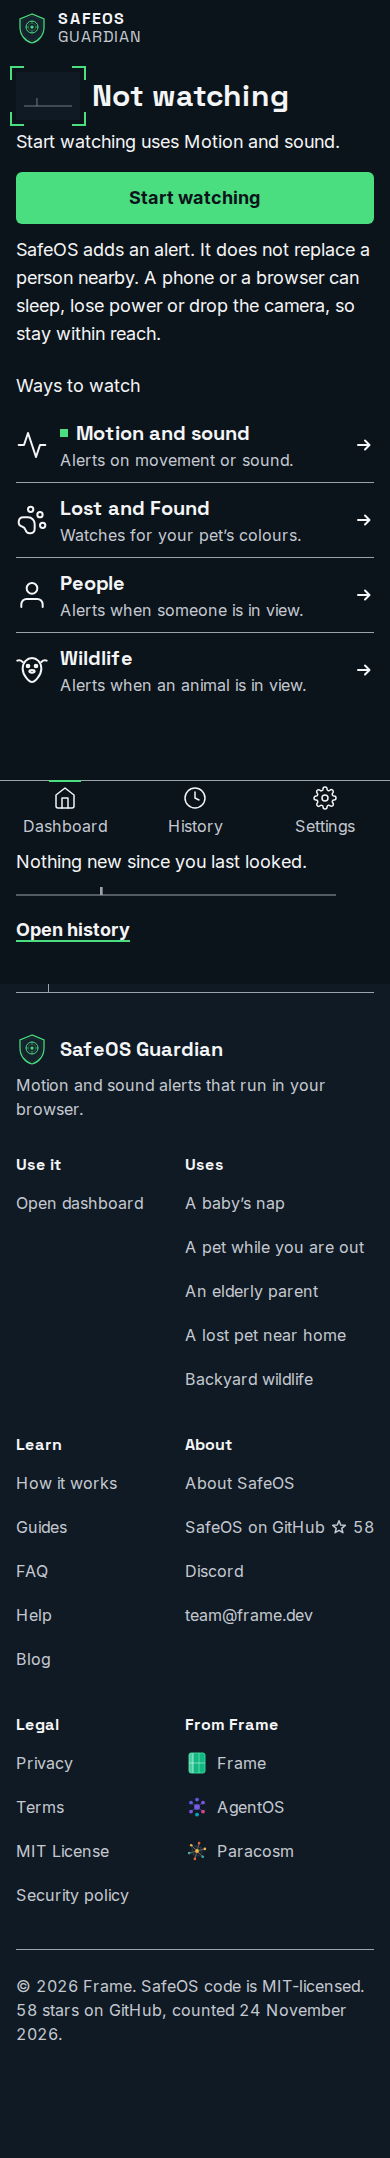 SAFEOS
GUARDIAN
Not watching
Start watching uses Motion and sound.
Start watching
SafeOS adds an alert. It does not replace a
person nearby. A phone or a browser can
sleep, lose power or drop the camera, so
stay within reach.
Ways to watch
Motion and sound
Alerts on movement or sound.
Lost and Found
Watches for your pet’s colours.
People
Alerts when someone is in view.
Wildlife
Alerts when an animal is in view.
Dashboard
History
Settings
Nothing new since you last looked.
Open history
SafeOS Guardian
Motion and sound alerts that run in your
browser.
Use it
Open dashboard
Uses
A baby’s nap
A pet while you are out
An elderly parent
A lost pet near home
Backyard wildlife
Learn
How it works
Guides
FAQ
Help
Blog
About
About SafeOS
SafeOS on GitHub ☆ 58
Discord
team@frame.dev
Legal
Privacy
Terms
MIT License
Security policy
From Frame
Frame
AgentOS
Paracosm
© 2026 Frame. SafeOS code is MIT-licensed.
58 stars on GitHub, counted 24 November
2026.